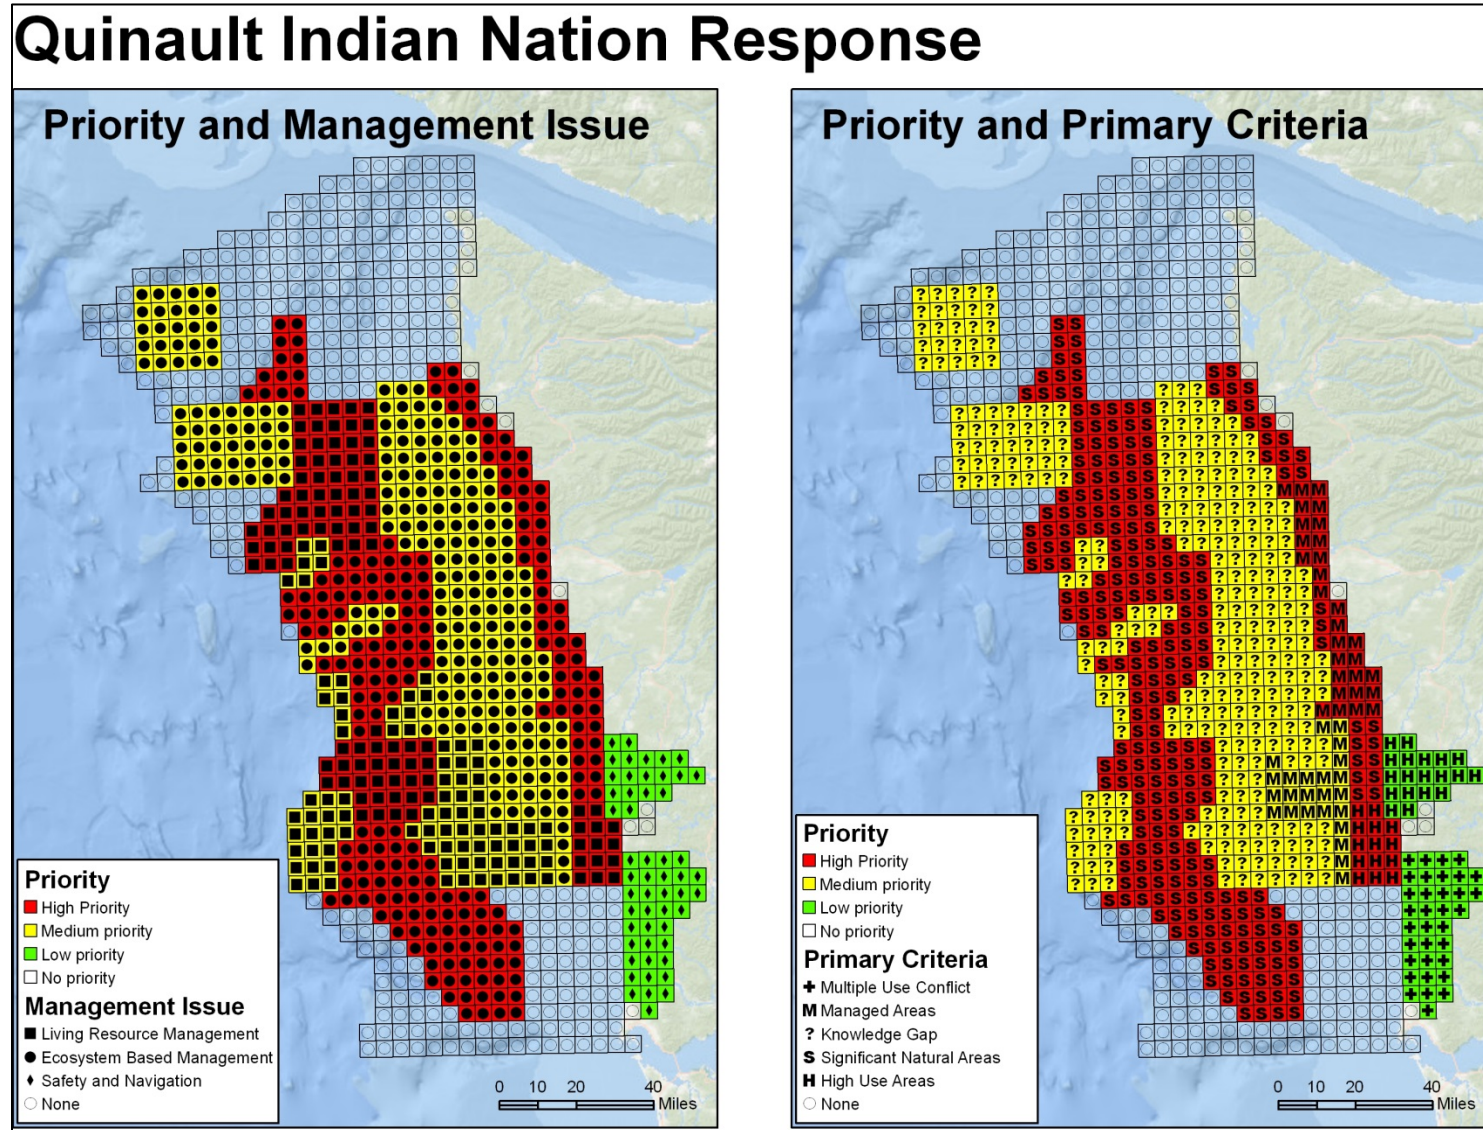 Quinault Indian Nation Response
Priority and Management Issue
Priority
High Priority
Medium priority
Low priority
No priority
Management Issue
Living Resource Management
Ecosystem Based Management
Safety and Navigation
None
0 10 20 40
Miles
Priority and Primary Criteria
Priority
High Priority
Medium priority
Low priority
No priority
Primary Criteria
Multiple Use Conflict
M Managed Areas
? Knowledge Gap
S Significant Natural Areas
H High Use Areas
None
0 10 20 40
Miles